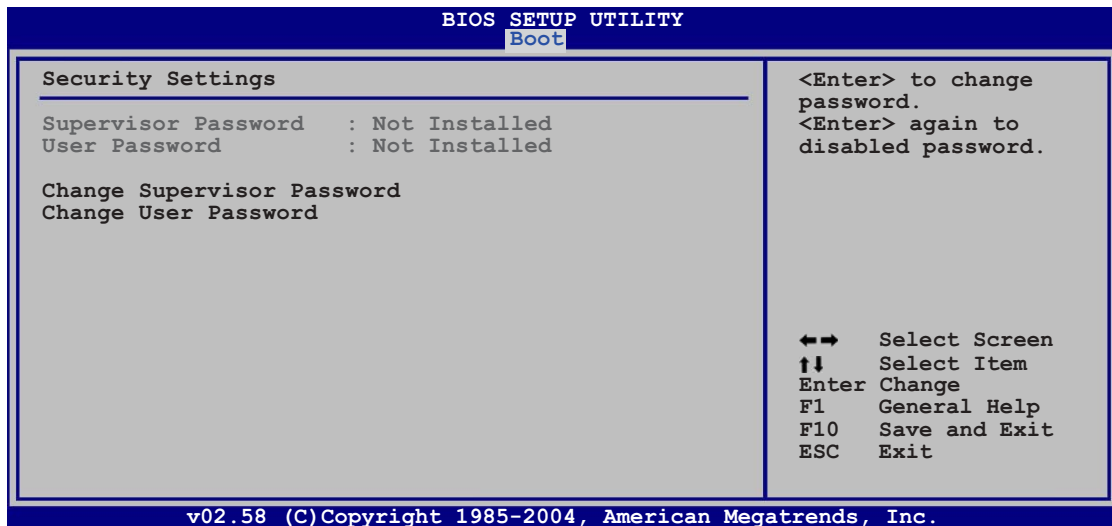 BIOS SETUP UTILITY
Boot
Security Settings
Supervisor Password : Not Installed
User Password : Not Installed
Change Supervisor Password
Change User Password
<Enter> to change
password.
<Enter> again to
disabled password.
←→ Select Screen
↑↓ Select Item
Enter Change
F1 General Help
F10 Save and Exit
ESC Exit
v02.58 (C)Copyright 1985-2004, American Megatrends, Inc.